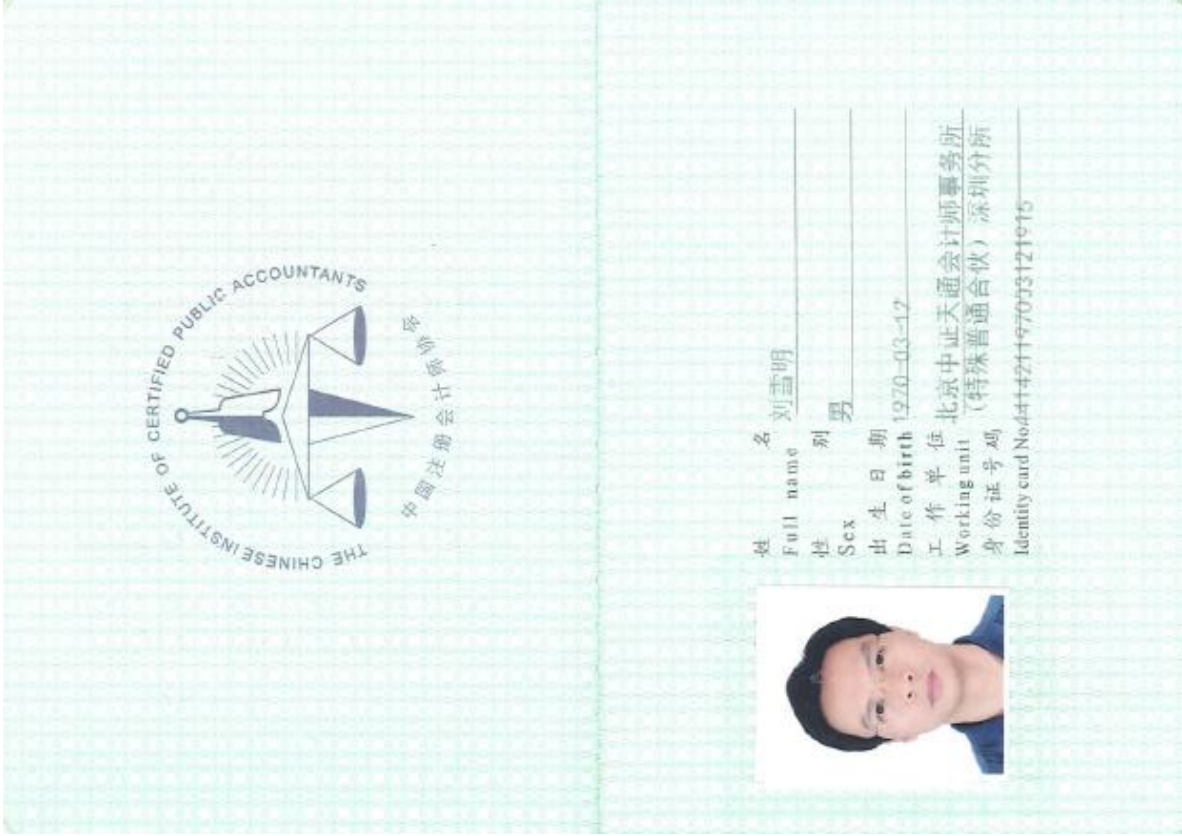 THE CHINESE INSTITUTE OF CERTIFIED PUBLIC ACCOUNTANTS
中国注册会计师协会
姓 名
Full name 刘雪明
性 别
Sex 男
出 生 日 期
Date of birth 1970-03-12
工 作 单 位
Working unit 北京中证天通会计师事务所
(特殊普通合伙)深圳分所
身份证号码
Identity card No. 441421197003121915